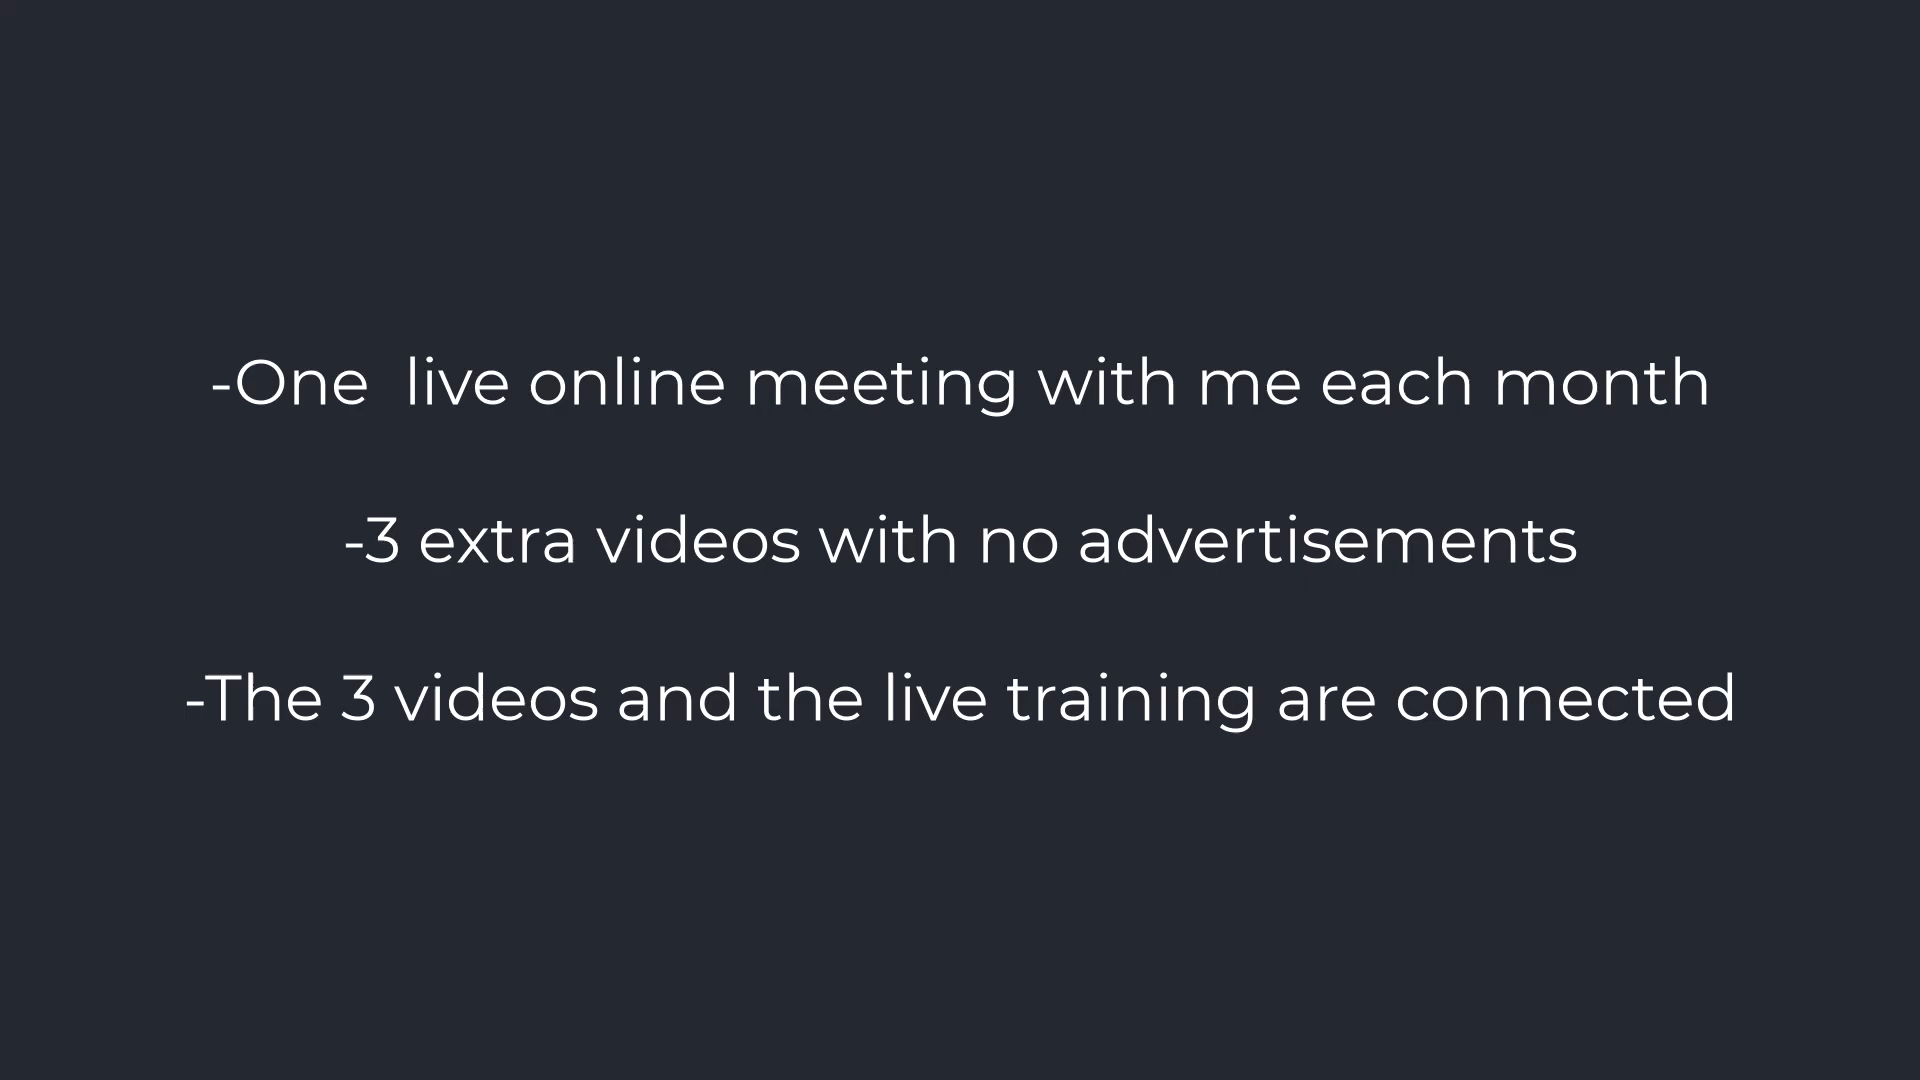 -One  live online meeting with me each month
-3 extra videos with no advertisements
-The 3 videos and the live training are connected